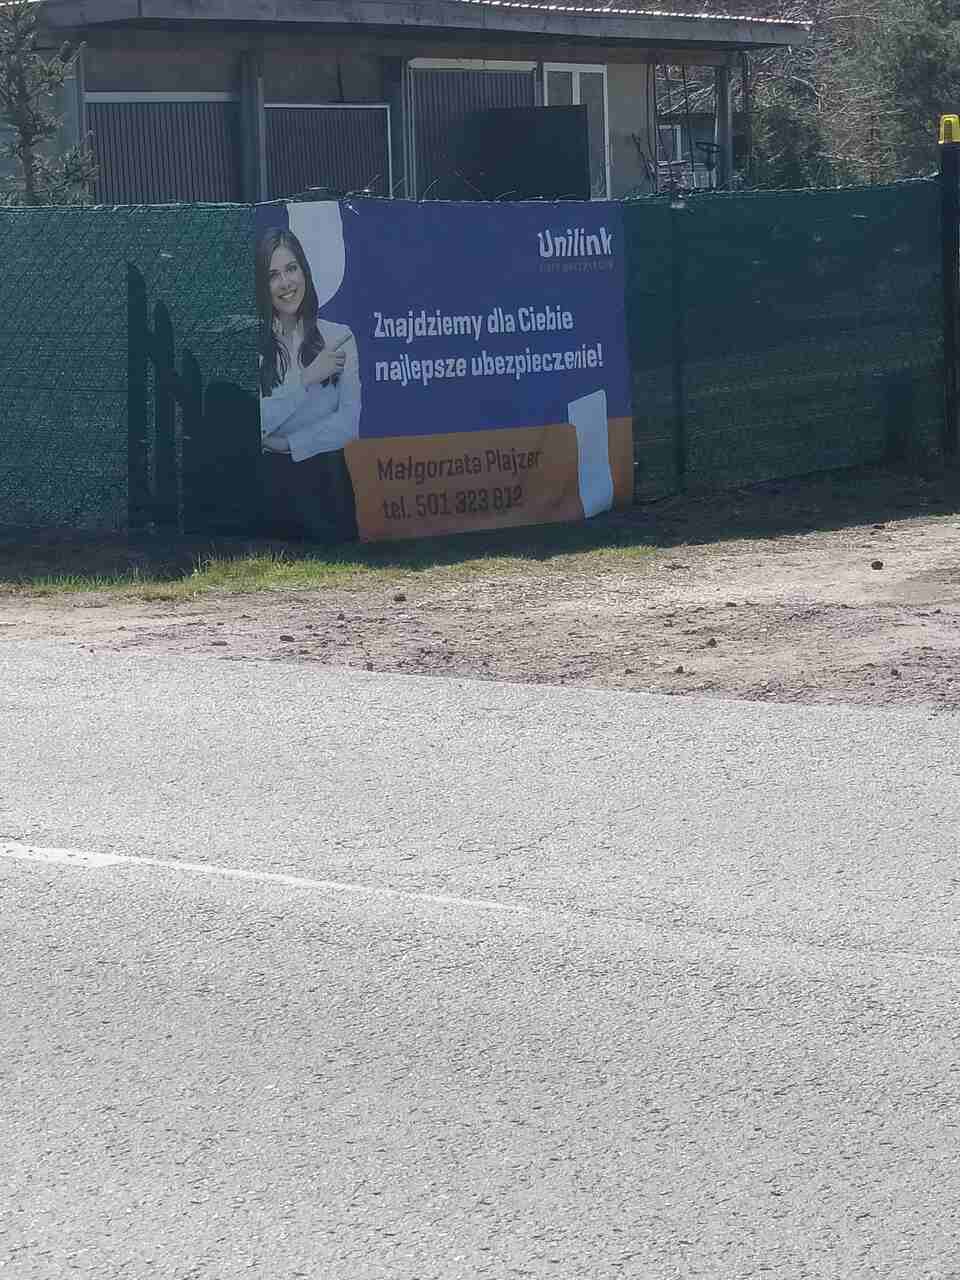 Unilink
Znajdziemy dla Ciebie
najlepsze ubezpieczenie!
Małgorzata Plajzer
tel. 501 323 812